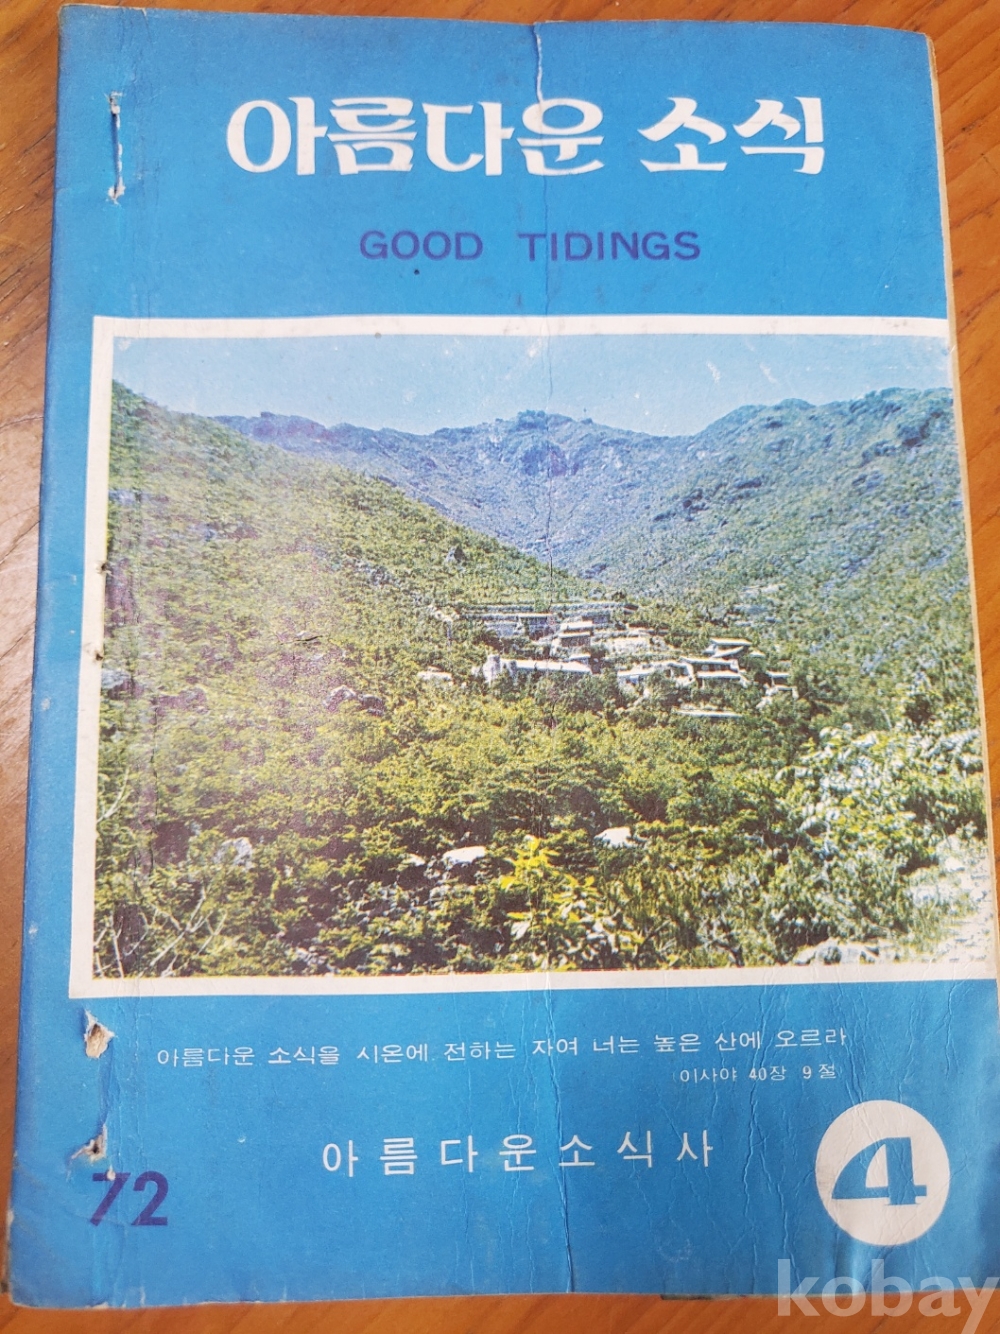 아름다운 소식
GOOD TIDINGS
아름다운 소식을 시온에 전하는 자여 너는 높은 산에 오르라
이사야 40장 9절
아름다운소식사
72
4
kobay